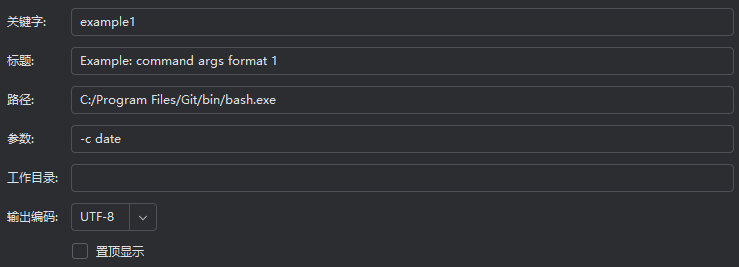 关键字: example1
标题: Example: command args format 1
路径: C:/Program Files/Git/bin/bash.exe
参数: -c date
工作目录:
输出编码: UTF-8
置顶显示